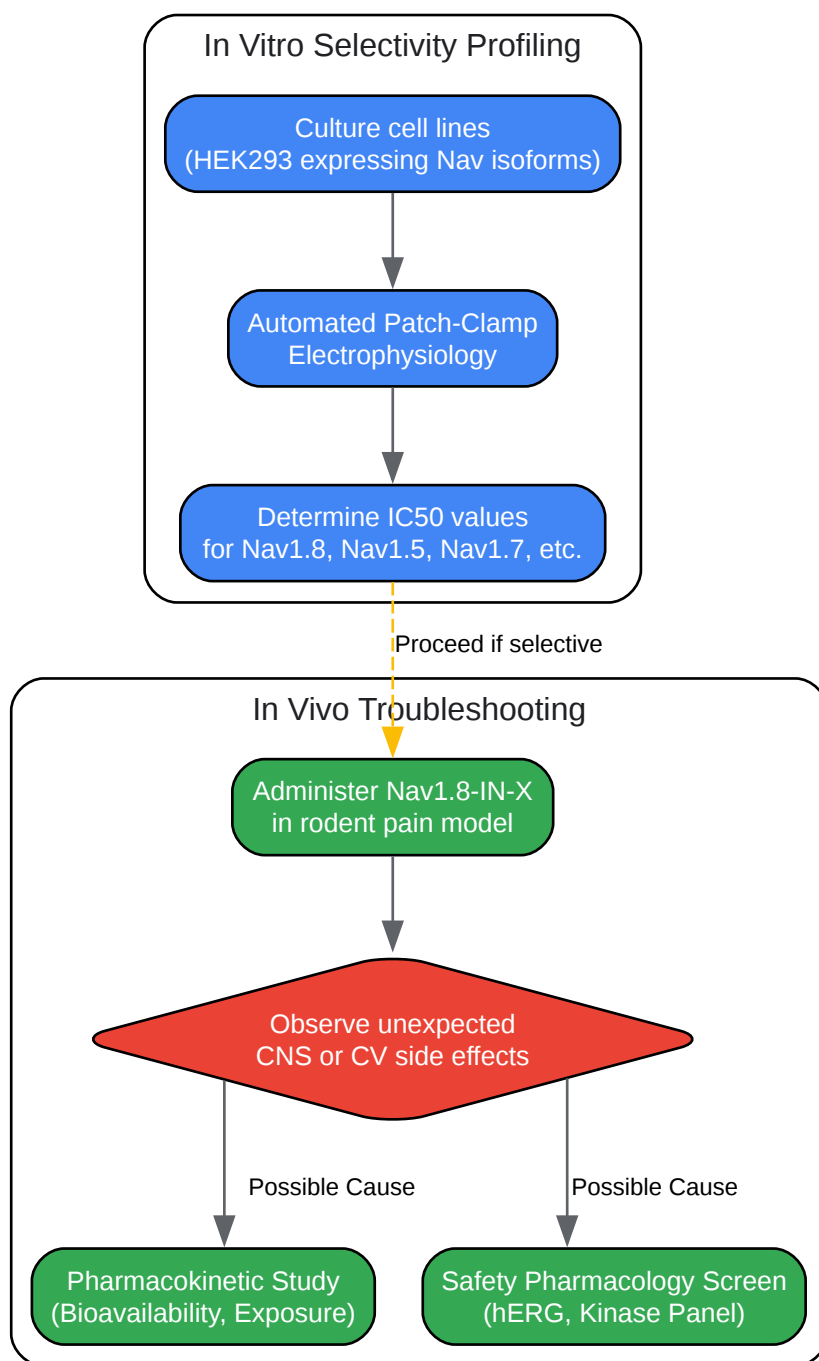 In Vitro Selectivity Profiling
Culture cell lines
(HEK293 expressing Nav isoforms)
Automated Patch-Clamp
Electrophysiology
Determine IC50 values
for Nav1.8, Nav1.5, Nav1.7, etc.
Proceed if selective
In Vivo Troubleshooting
Administer Nav1.8-IN-X
in rodent pain model
Observe unexpected
CNS or CV side effects
Possible Cause
Possible Cause
Pharmacokinetic Study
(Bioavailability, Exposure)
Safety Pharmacology Screen
(hERG, Kinase Panel)